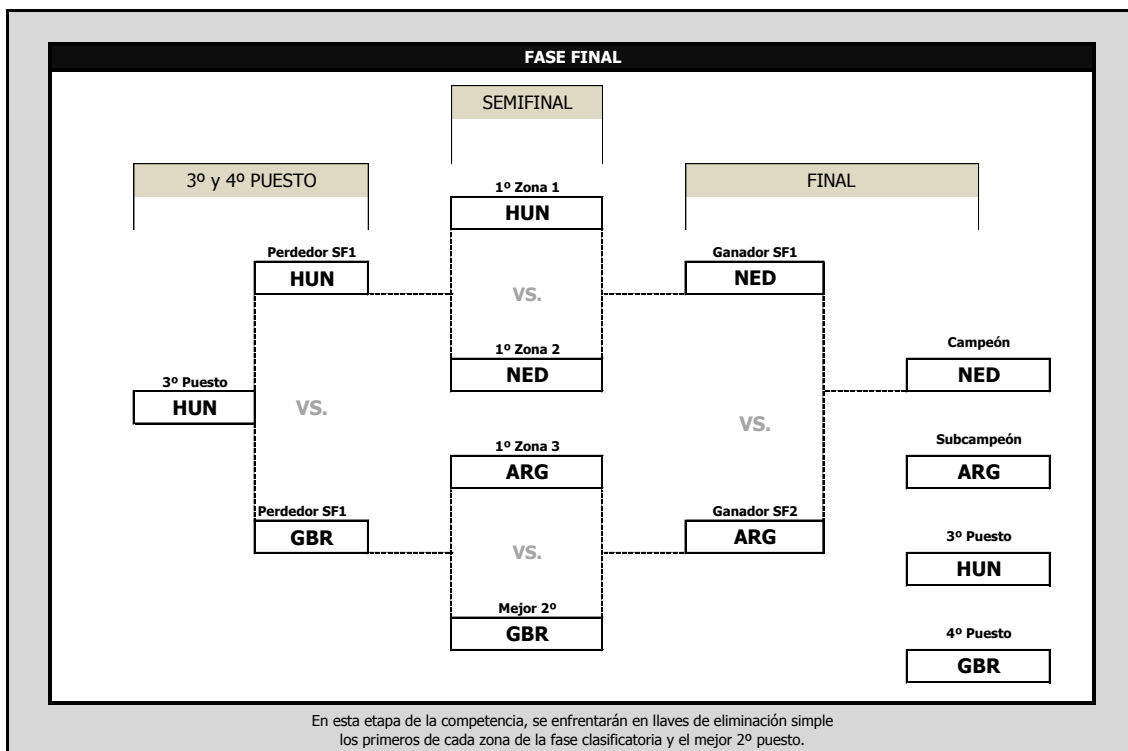 FASE FINAL
SEMIFINAL
3º y 4º PUESTO
FINAL
1º Zona 1
HUN
Perdedor SF1
HUN
Ganador SF1
NED
VS.
1º Zona 2
NED
Campeón
NED
3º Puesto
HUN
VS.
VS.
1º Zona 3
ARG
Subcampeón
ARG
Perdedor SF1
GBR
Ganador SF2
ARG
VS.
3º Puesto
HUN
Mejor 2º
GBR
4º Puesto
GBR
En esta etapa de la competencia, se enfrentarán en llaves de eliminación simple
los primeros de cada zona de la fase clasificatoria y el mejor 2º puesto.